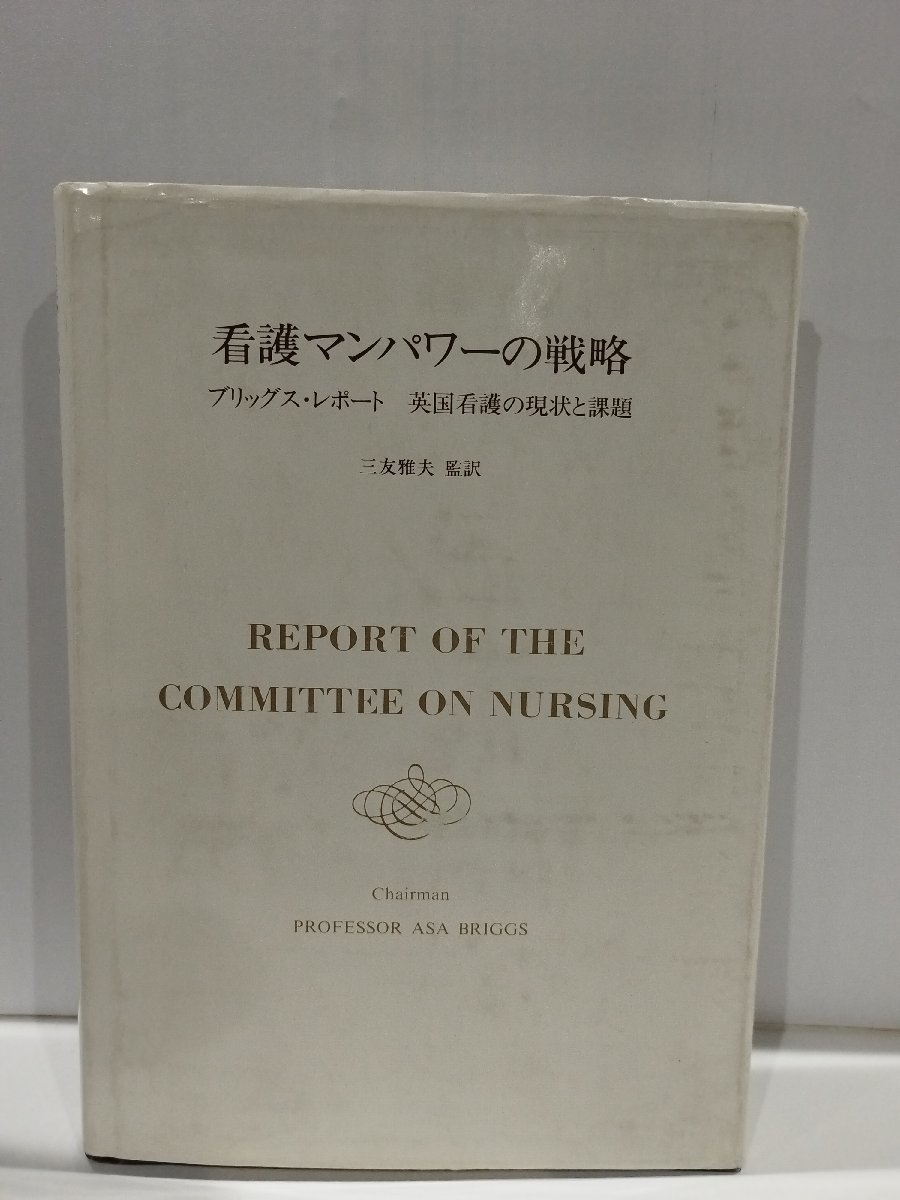 看護マンパワーの戦略
ブリッグス・レポート 英国看護の現状と課題
三友雅夫 監訳
REPORT OF THE
COMMITTEE ON NURSING
Chairman
PROFESSOR ASA BRIGGS